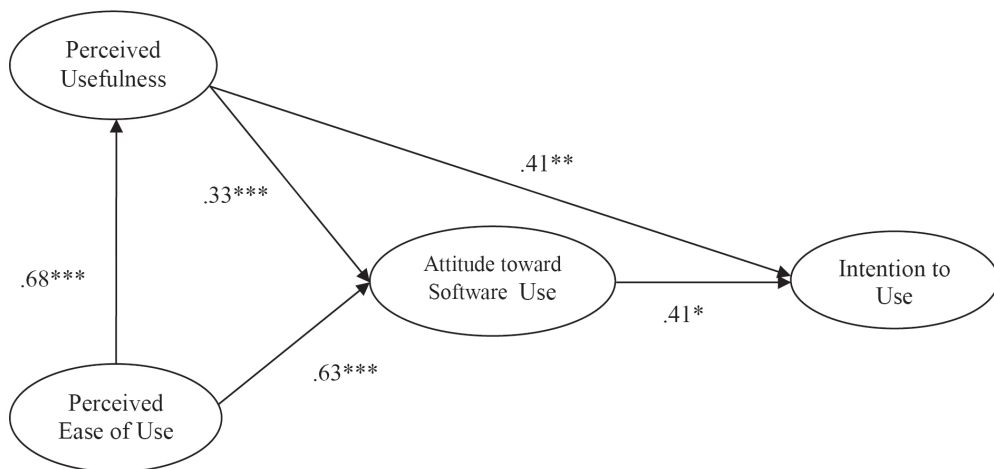 Perceived
Usefulness
.41**
.33***
Attitude toward
Software Use
Intention to
Use
.68***
.41*
.63***
Perceived
Ease of Use